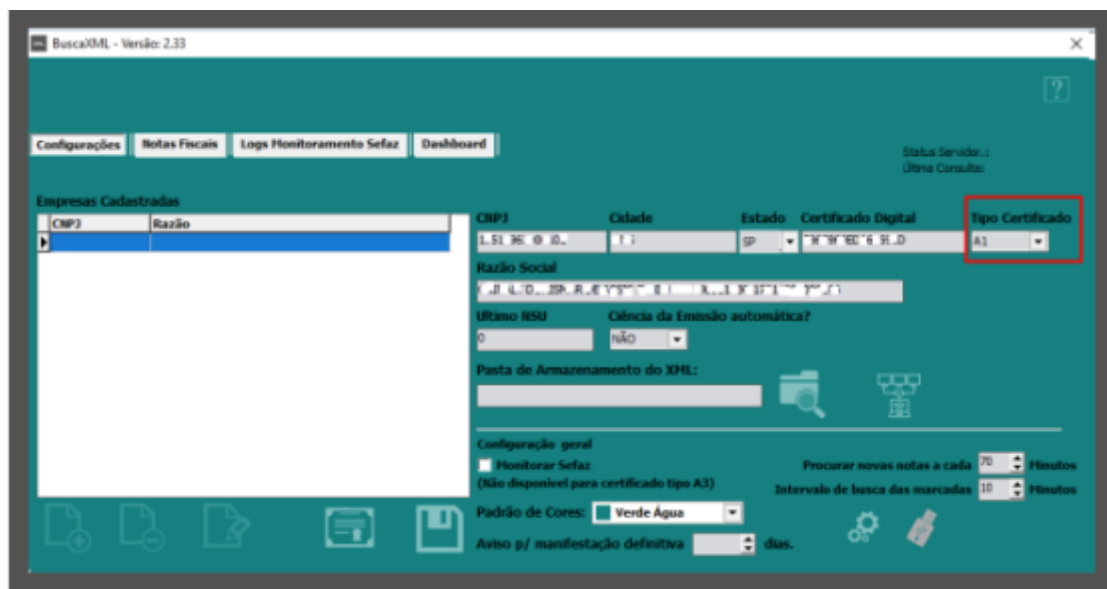 BuscaXML - Versão: 2.33
?
Configurações Notas Fiscais Logs Monitoramento Sefaz Dashboard
Status Servidor.:
Última Consulta:
Empresas Cadastradas
CNPJ Razão
CNPJ Cidade Estado Certificado Digital Tipo Certificado
SP A1
Razão Social
Ultimo NSU Ciência da Emissão automática?
0 NÃO
Pasta de Armazenamento do XML:
Configuração geral
Monitorar Sefaz Procurar novas notas a cada 70 Minutos
(Não disponivel para certificado tipo A3) Intervalo de busca das marcadas 10 Minutos
Padrão de Cores: Verde Água
Aviso p/ manifestação definitiva dias.